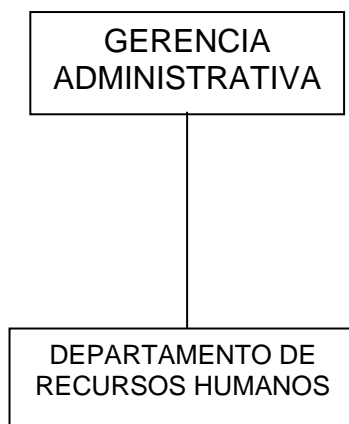 GERENCIA
ADMINISTRATIVA
DEPARTAMENTO DE
RECURSOS HUMANOS